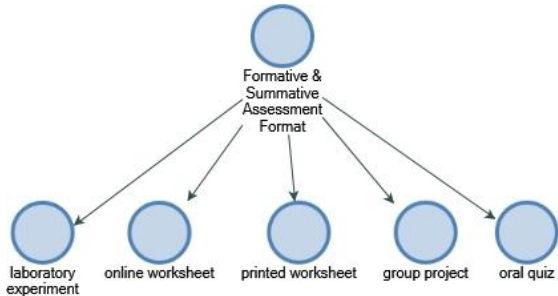 Formative &
Summative
Assessment
Format
laboratory
experiment
online worksheet
printed worksheet
group project
oral quiz